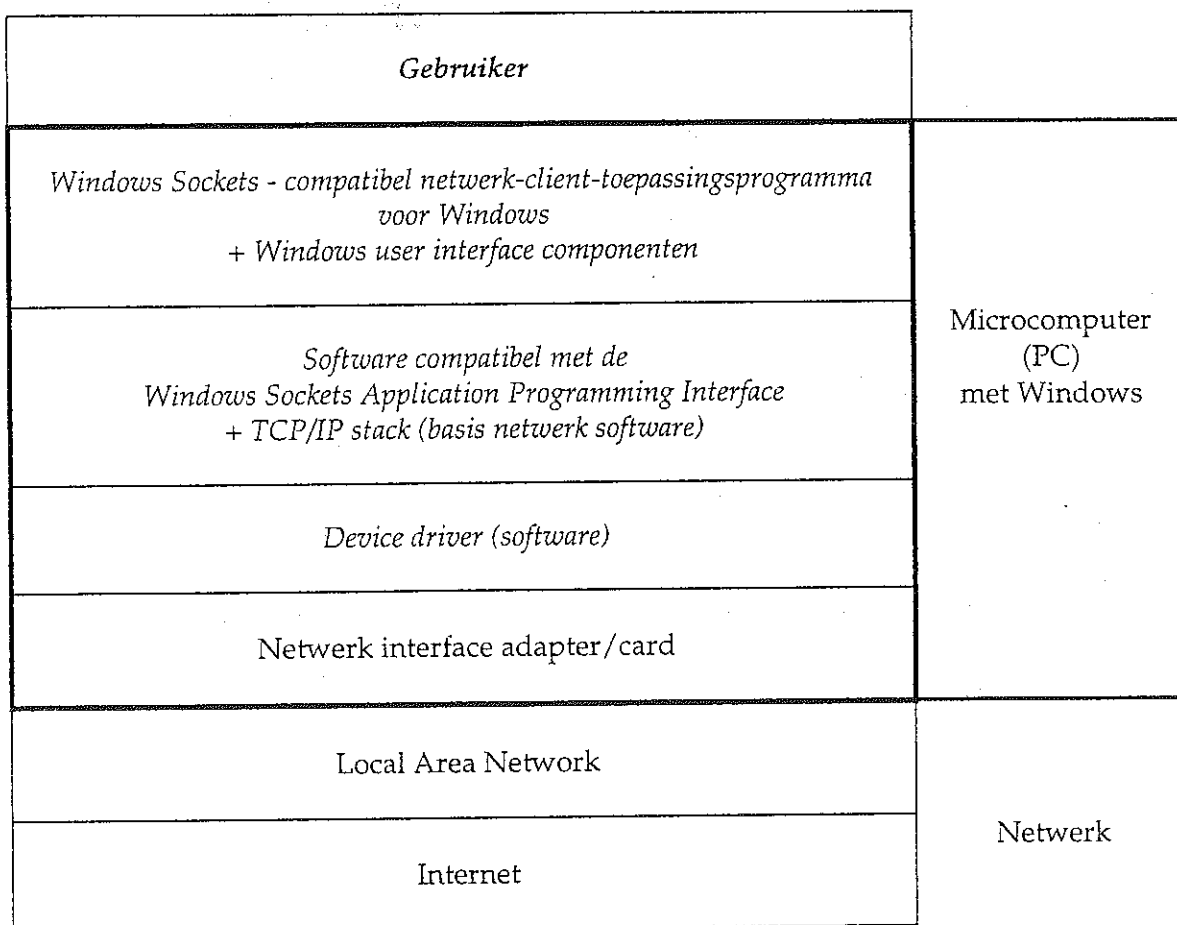 Gebruiker
Windows Sockets - compatibel netwerk-client-toepassingsprogramma
voor Windows
+ Windows user interface componenten
Software compatibel met de
Windows Sockets Application Programming Interface
+ TCP/IP stack (basis netwerk software)
Device driver (software)
Netwerk interface adapter/card
Microcomputer
(PC)
met Windows
Local Area Network
Internet
Netwerk